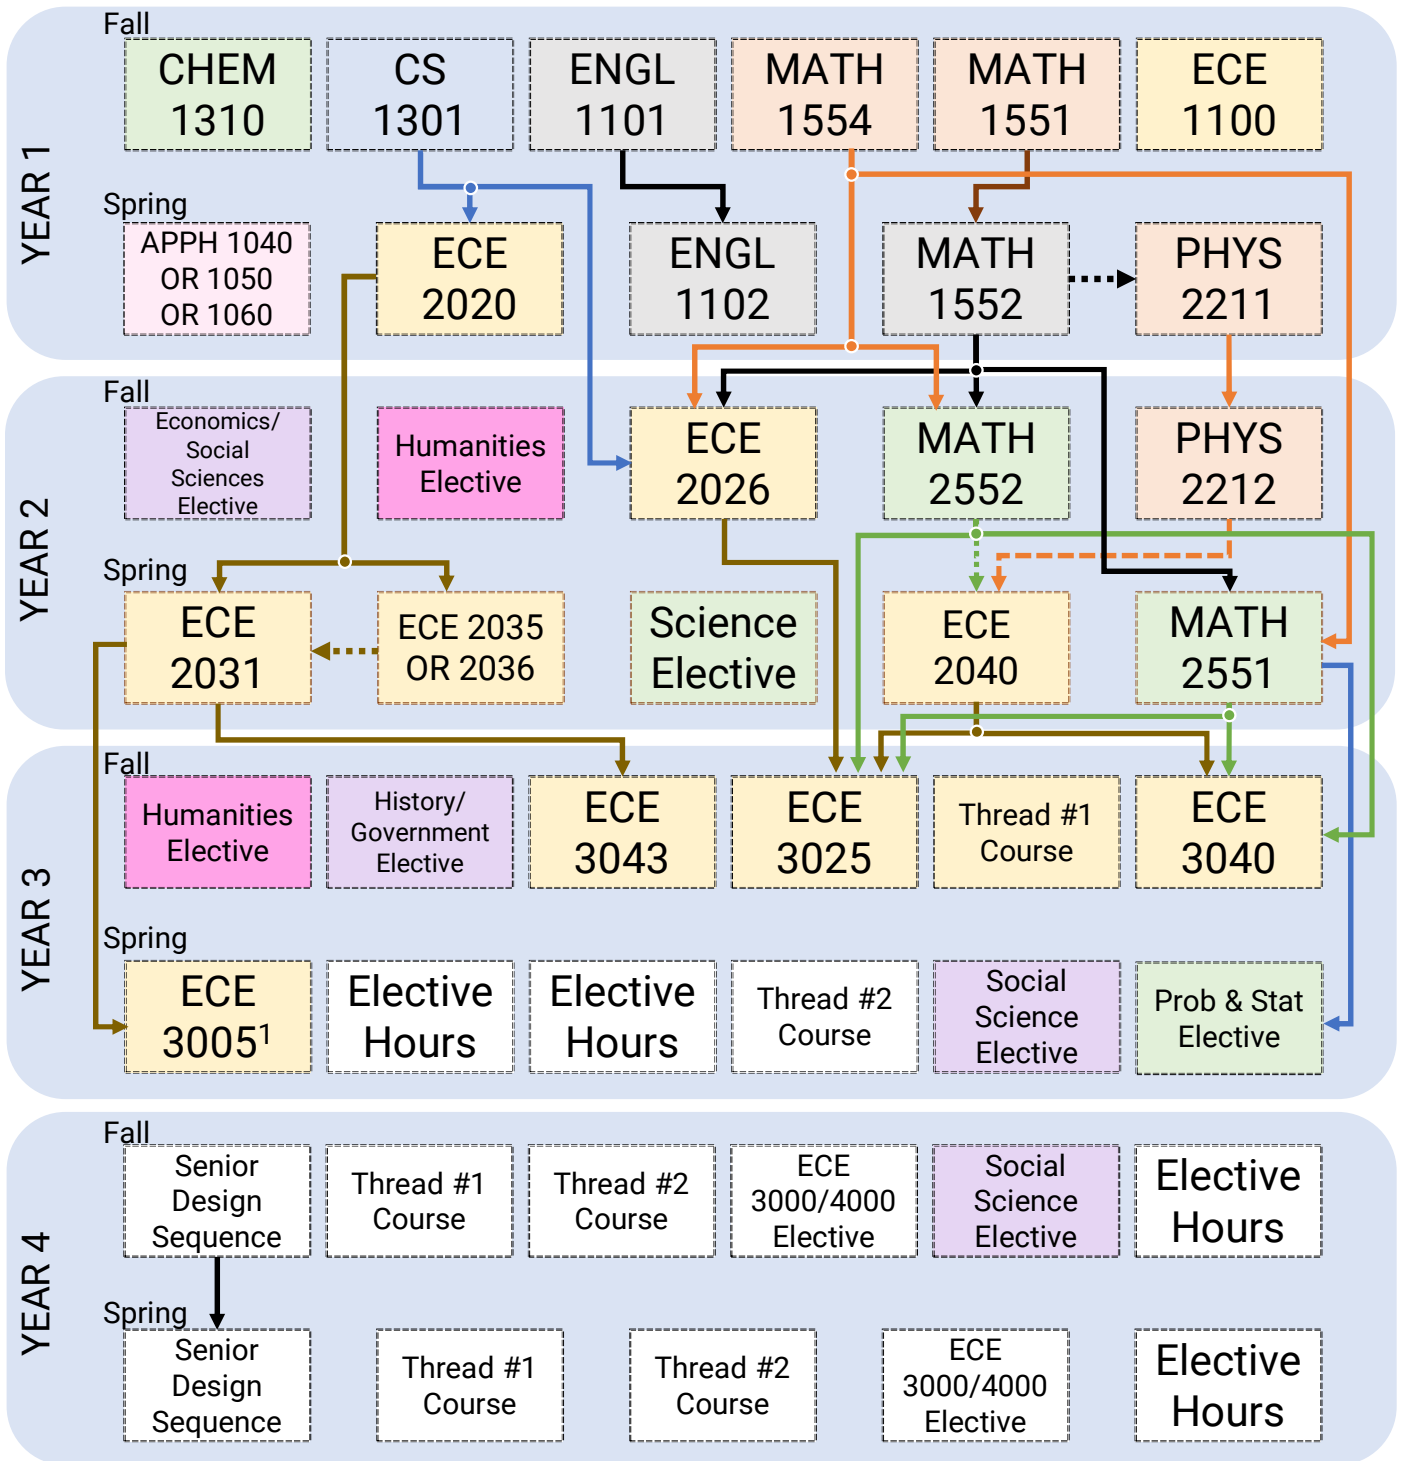 YEAR 1
Fall
CHEM
1310
CS
1301
ENGL
1101
MATH
1554
MATH
1551
ECE
1100
Spring
APPH 1040
OR 1050
OR 1060
ECE
2020
ENGL
1102
MATH
1552
PHYS
2211
YEAR 2
Fall
Economics/
Social
Sciences
Elective
Humanities
Elective
ECE
2026
MATH
2552
PHYS
2212
Spring
ECE
2031
ECE 2035
OR 2036
Science
Elective
ECE
2040
MATH
2551
YEAR 3
Fall
Humanities
Elective
History/
Government
Elective
ECE
3043
ECE
3025
Thread #1
Course
ECE
3040
Spring
ECE
3005¹
Elective
Hours
Elective
Hours
Thread #2
Course
Social
Science
Elective
Prob & Stat
Elective
YEAR 4
Fall
Senior
Design
Sequence
Thread #1
Course
Thread #2
Course
ECE
3000/4000
Elective
Social
Science
Elective
Elective
Hours
Spring
Senior
Design
Sequence
Thread #1
Course
Thread #2
Course
ECE
3000/4000
Elective
Elective
Hours